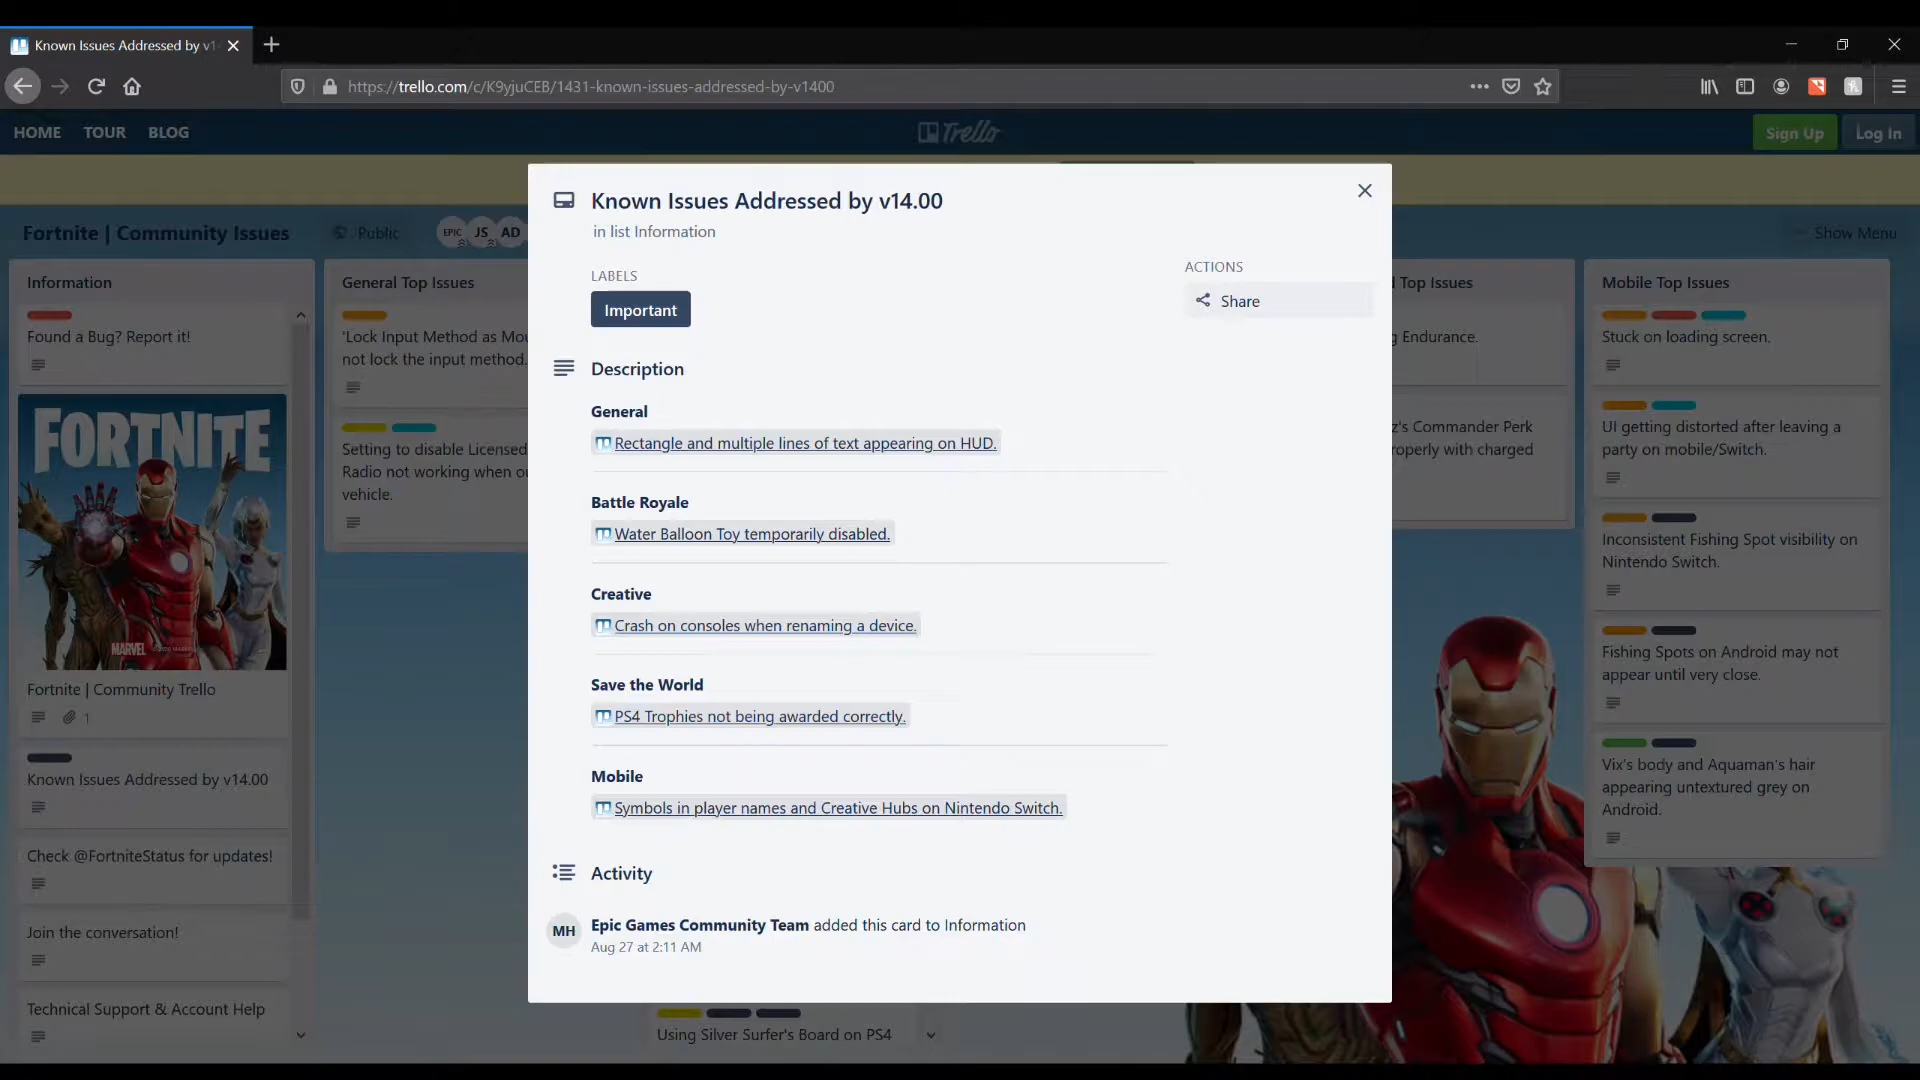 Known Issues Addressed by v1
https://trello.com/c/K9yjuCEB/1431-known-issues-addressed-by-v1400
HOME TOUR BLOG
Trello
Sign Up Log In
Fortnite | Community Issues
Public
EPIC JS AD
Show Menu
Information
Found a Bug? Report it!
FORTNITE
MARVEL
Fortnite | Community Trello
1
Known Issues Addressed by v14.00
Check @FortniteStatus for updates!
Join the conversation!
Technical Support & Account Help
General Top Issues
'Lock Input Method as Mou
not lock the input method.
Setting to disable Licensed
Radio not working when ou
vehicle.
Known Issues Addressed by v14.00
in list Information
LABELS
Important
ACTIONS
Share
Description
General
Rectangle and multiple lines of text appearing on HUD.
Battle Royale
Water Balloon Toy temporarily disabled.
Creative
Crash on consoles when renaming a device.
Save the World
PS4 Trophies not being awarded correctly.
Mobile
Symbols in player names and Creative Hubs on Nintendo Switch.
Activity
MH
Epic Games Community Team added this card to Information
Aug 27 at 2:11 AM
Using Silver Surfer's Board on PS4
Top Issues
g Endurance.
z's Commander Perk
roperly with charged
Mobile Top Issues
Stuck on loading screen.
UI getting distorted after leaving a
party on mobile/Switch.
Inconsistent Fishing Spot visibility on
Nintendo Switch.
Fishing Spots on Android may not
appear until very close.
Vix's body and Aquaman's hair
appearing untextured grey on
Android.